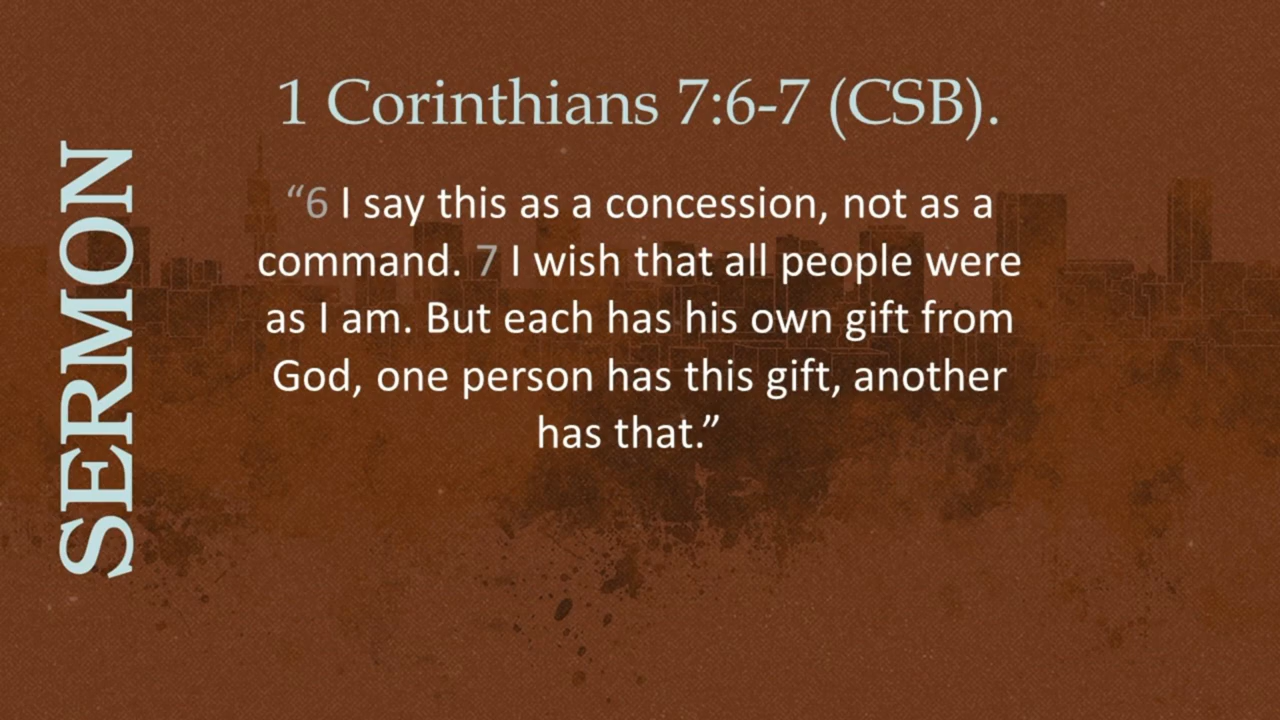 SERMON
1 Corinthians 7:6-7 (CSB).
“6 I say this as a concession, not as a
command. 7 I wish that all people were
as I am. But each has his own gift from
God, one person has this gift, another
has that.”